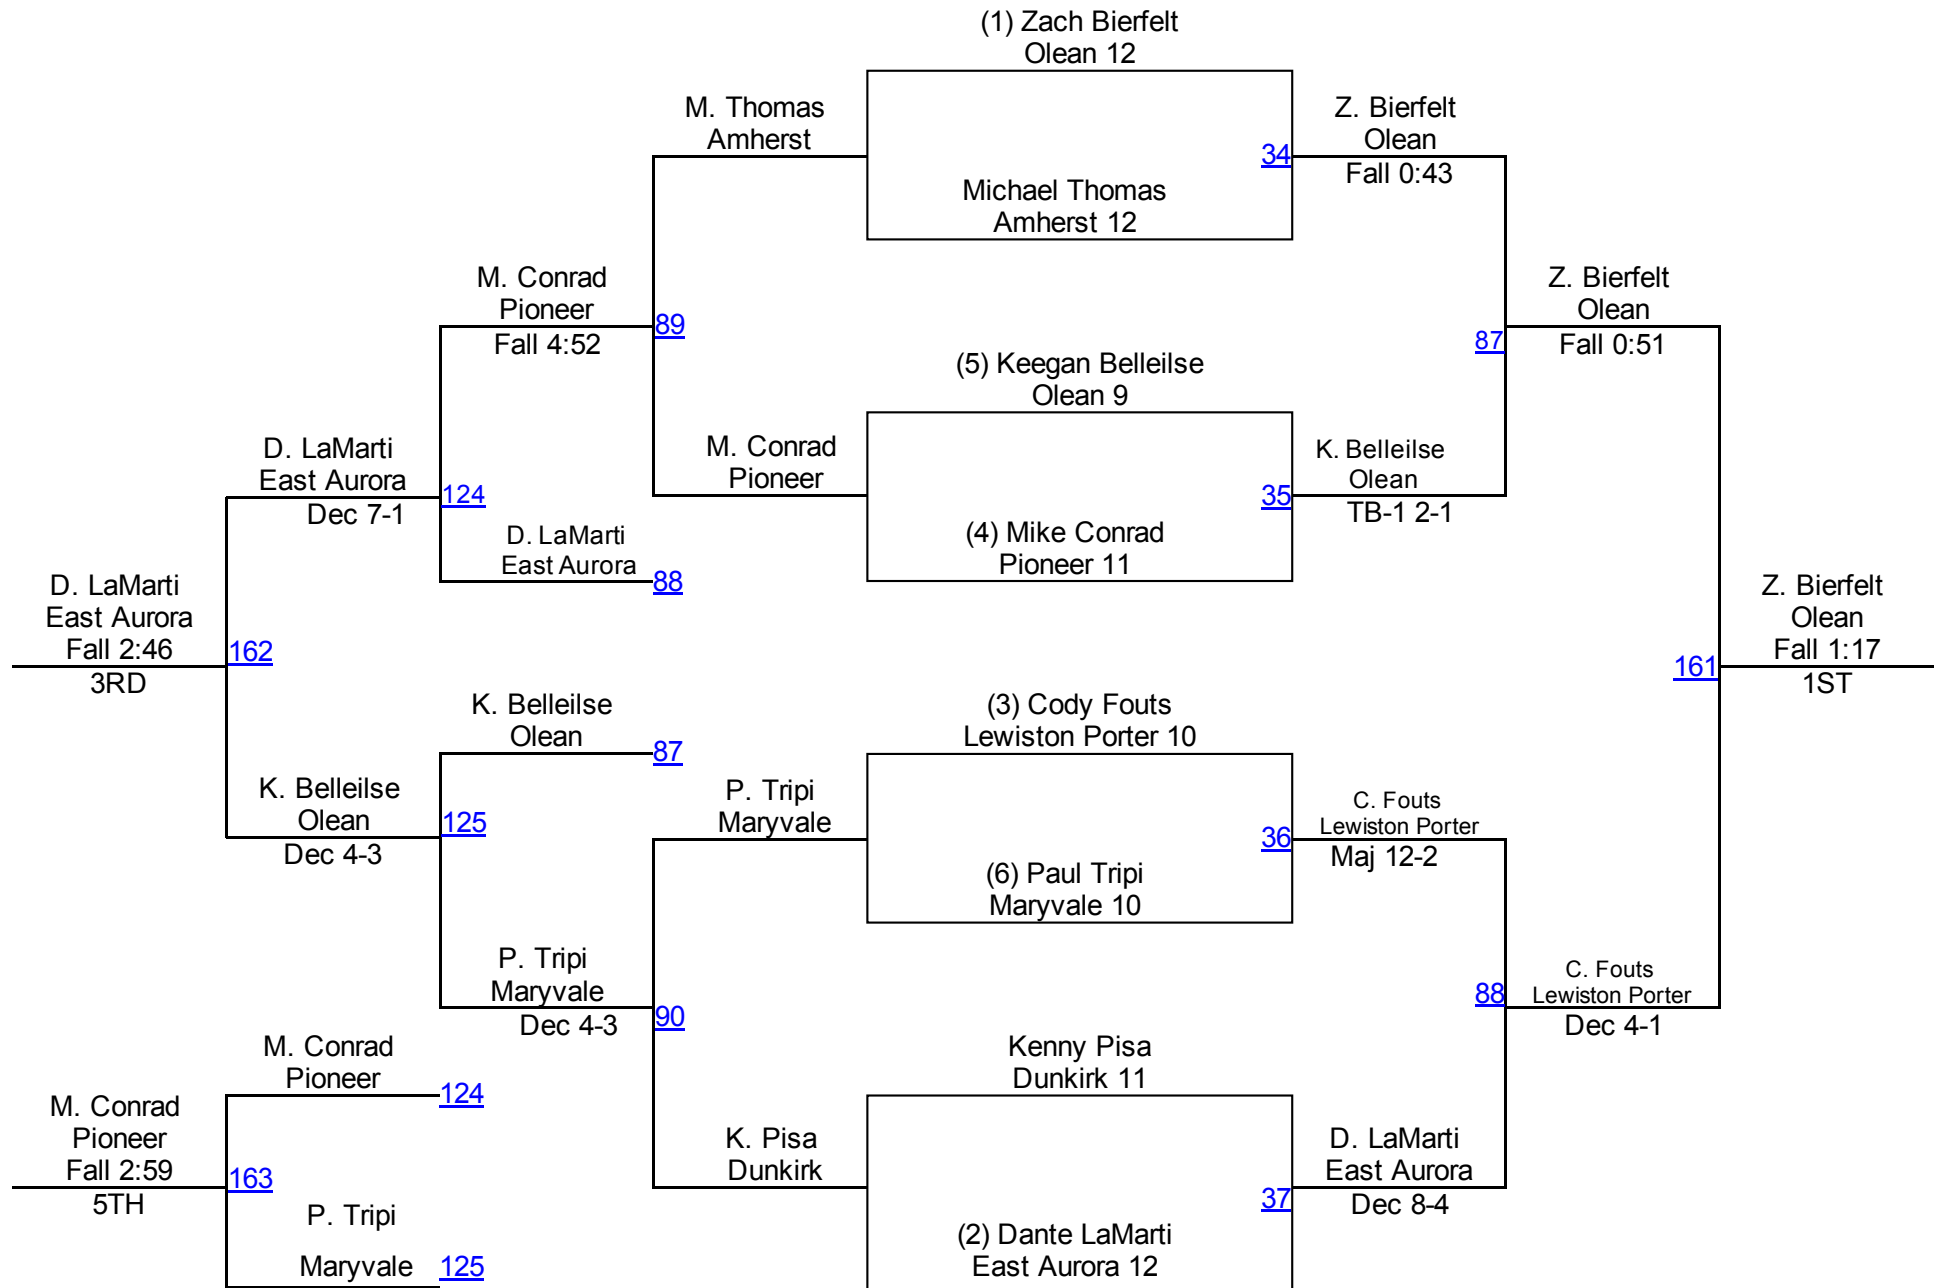 (1) Zach Bierfelt
Olean 12
M. Thomas
Amherst
Z. Bierfelt
Olean
34
Fall 0:43
Michael Thomas
Amherst 12
M. Conrad
Pioneer
Fall 4:52
89
Z. Bierfelt
Olean
Fall 0:51
87
(5) Keegan Belleilse
Olean 9
D. LaMarti
East Aurora
Dec 7-1
124
M. Conrad
Pioneer
K. Belleilse
Olean
35
TB-1 2-1
(4) Mike Conrad
Pioneer 11
D. LaMarti
East Aurora
88
D. LaMarti
East Aurora
Fall 2:46
3RD
162
Z. Bierfelt
Olean
Fall 1:17
1ST
161
K. Belleilse
Olean
87
(3) Cody Fouts
Lewiston Porter 10
K. Belleilse
Olean
Dec 4-3
125
P. Tripi
Maryvale
C. Fouts
Lewiston Porter
36
Maj 12-2
(6) Paul Tripi
Maryvale 10
P. Tripi
Maryvale
Dec 4-3
90
C. Fouts
Lewiston Porter
88
Dec 4-1
M. Conrad
Pioneer
124
Kenny Pisa
Dunkirk 11
M. Conrad
Pioneer
Fall 2:59
5TH
163
K. Pisa
Dunkirk
D. LaMarti
East Aurora
37
Dec 8-4
P. Tripi
Maryvale
125
(2) Dante LaMarti
East Aurora 12